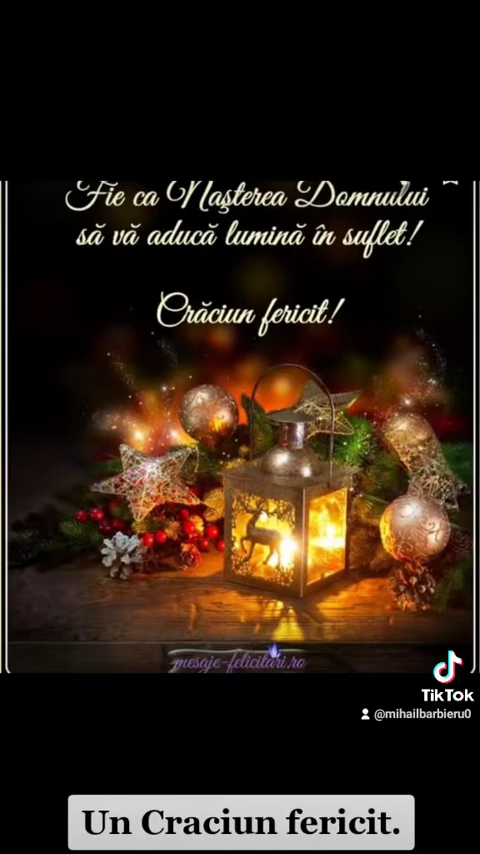 Fie ca Nașterea Domnului
să vă aducă lumină în suflet!
Crăciun fericit!
mesaje-felicitari.ro
TikTok
@mihailbarbieru0
Un Craciun fericit.